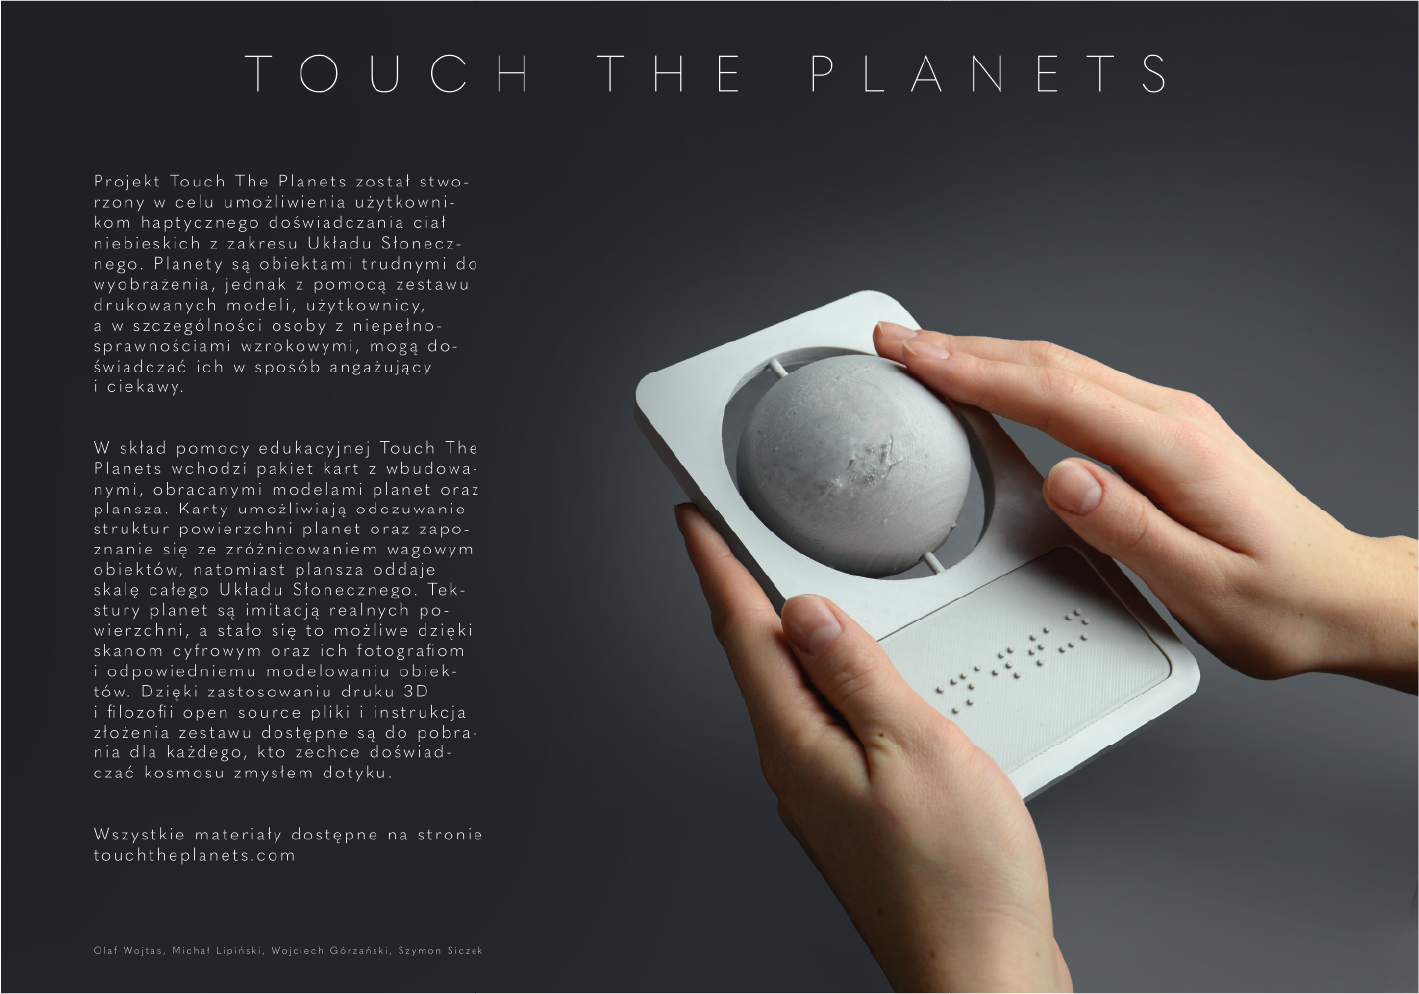 TOUCH THE PLANETS
Projekt Touch The Planets został stwo-
rzony w celu umożliwienia użytkowni-
kom haptycznego doświadczania ciał
niebieskich z zakresu Układu Słonecz-
nego. Planety są obiektami trudnymi do
wyobrażenia, jednak z pomocą zestawu
drukowanych modeli, użytkownicy,
a w szczególności osoby z niepełno-
sprawnościami wzrokowymi, mogą do-
świadczać ich w sposób angażujący
i ciekawy.
W skład pomocy edukacyjnej Touch The
Planets wchodzi pakiet kart z wbudowa-
nymi, obracanymi modelami planet oraz
plansza. Karty umożliwiają odczuwanie
struktur powierzchni planet oraz zapo-
znanie się ze zróżnicowaniem wagowym
obiektów, natomiast plansza oddaje
skalę całego Układu Słonecznego. Tek-
stury planet są imitacją realnych po-
wierzchni, a stało się to możliwe dzięki
skanom cyfrowym oraz ich fotografiom
i odpowiedniemu modelowaniu obiek-
tów. Dzięki zastosowaniu druku 3D
i filozofii open source pliki i instrukcja
złożenia zestawu dostępne są do pobra-
nia dla każdego, kto zechce doświad-
czać kosmosu zmysłem dotyku.
Wszystkie materiały dostępne na stronie
touchtheplanets.com
Olaf Wojtas, Michał Lipiński, Wojciech Górzański, Szymon Siczek